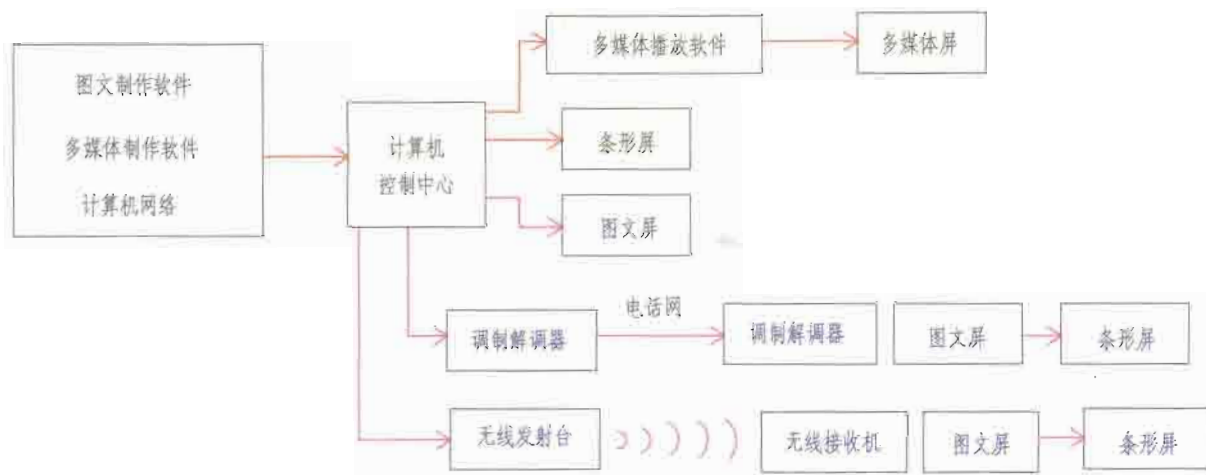 图文制作软件
多媒体制作软件
计算机网络
计算机
控制中心
多媒体播放软件
多媒体屏
条形屏
图文屏
调制解调器
电话网
调制解调器
图文屏
条形屏
无线发射台
无线接收机
图文屏
条形屏